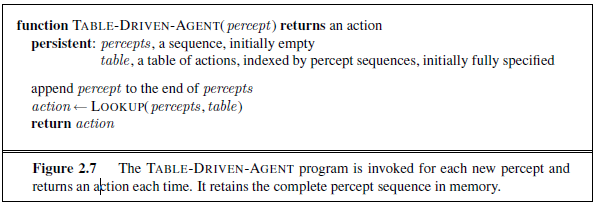 function TABLE-DRIVEN-AGENT(percept) returns an action
persistent: percepts, a sequence, initially empty
table, a table of actions, indexed by percept sequences, initially fully specified
append percept to the end of percepts
action ← LOOKUP(percepts, table)
return action
Figure 2.7 The TABLE-DRIVEN-AGENT program is invoked for each new percept and
returns an action each time. It retains the complete percept sequence in memory.